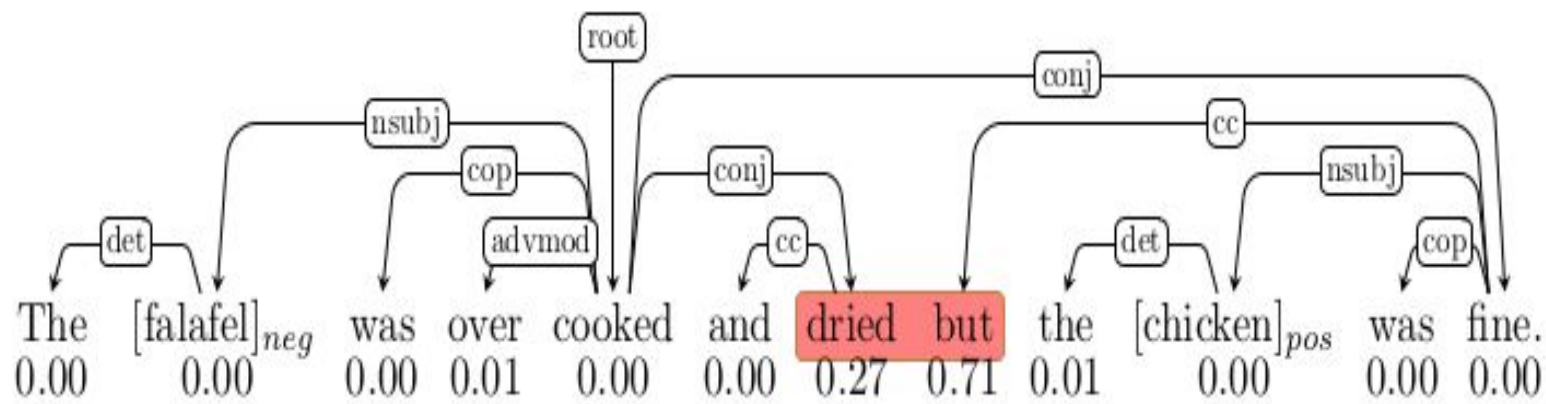 root
conj
nsubj cc
cop conj nsubj
det advmod cc det cop
The [falafel]neg was over cooked and dried but the [chicken]pos was fine.
0.00 0.00 0.00 0.01 0.00 0.00 0.27 0.71 0.01 0.00 0.00 0.00